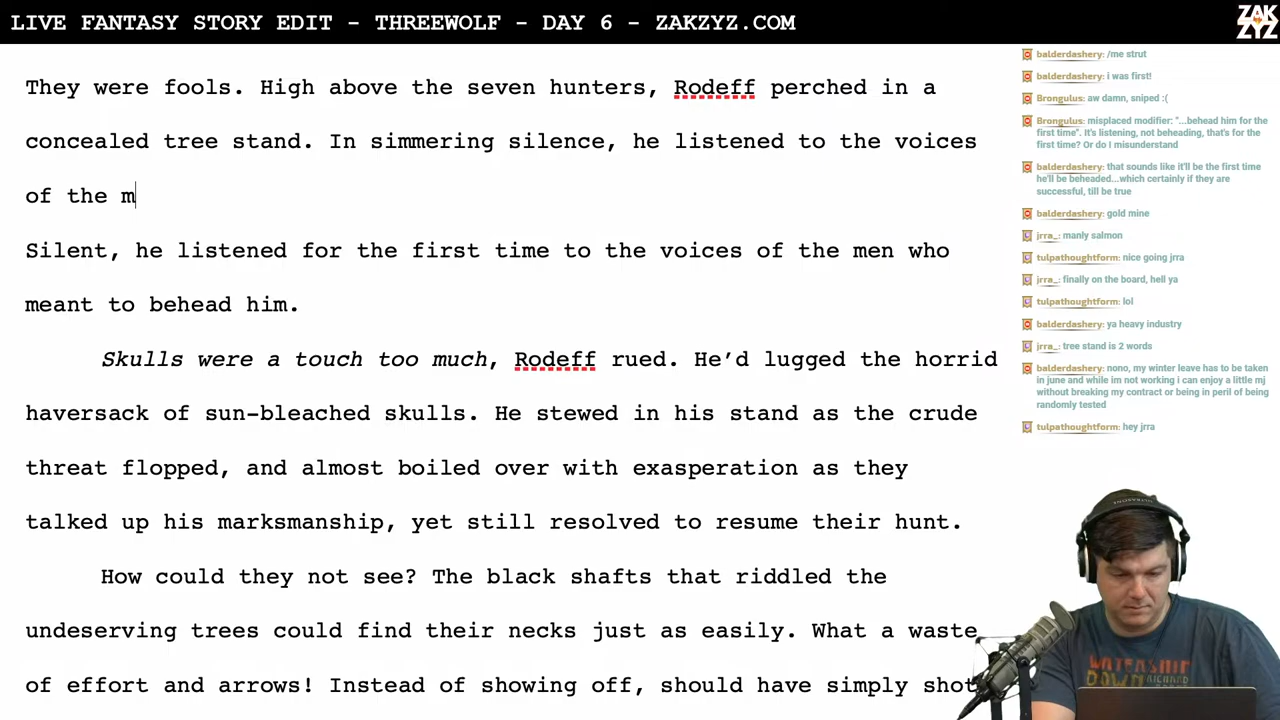 LIVE FANTASY STORY EDIT - THREEWOLF - DAY 6 - ZAKZYZ.COM
ZAK
ZYZ
They were fools. High above the seven hunters, Rodeff perched in a
concealed tree stand. In simmering silence, he listened to the voices
of the m
Silent, he listened for the first time to the voices of the men who
meant to behead him.
Skulls were a touch too much, Rodeff rued. He’d lugged the horrid
haversack of sun-bleached skulls. He stewed in his stand as the crude
threat flopped, and almost boiled over with exasperation as they
talked up his marksmanship, yet still resolved to resume their hunt.
How could they not see? The black shafts that riddled the
undeserving trees could find their necks just as easily. What a waste
of effort and arrows! Instead of showing off, should have simply shot
balderdashery: /me strut
balderdashery: i was first!
Brongulus: aw damn, sniped :(
Brongulus: misplaced modifier: "...behead him for the
first time". It's listening, not beheading, that's for the
first time? Or do I misunderstand
balderdashery: that sounds like it'll be the first time
he'll be beheaded...which certainly if they are
successful, till be true
balderdashery: gold mine
jrra_: manly salmon
tulpathoughtform: nice going jrra
jrra_: finally on the board, hell ya
tulpathoughtform: lol
balderdashery: ya heavy industry
jrra_: tree stand is 2 words
balderdashery: nono, my winter leave has to be taken
in june and while im not working i can enjoy a little mj
without breaking my contract or being in peril of being
randomly tested
tulpathoughtform: hey jrra
WATERSHIP
DOWN
RICHARD